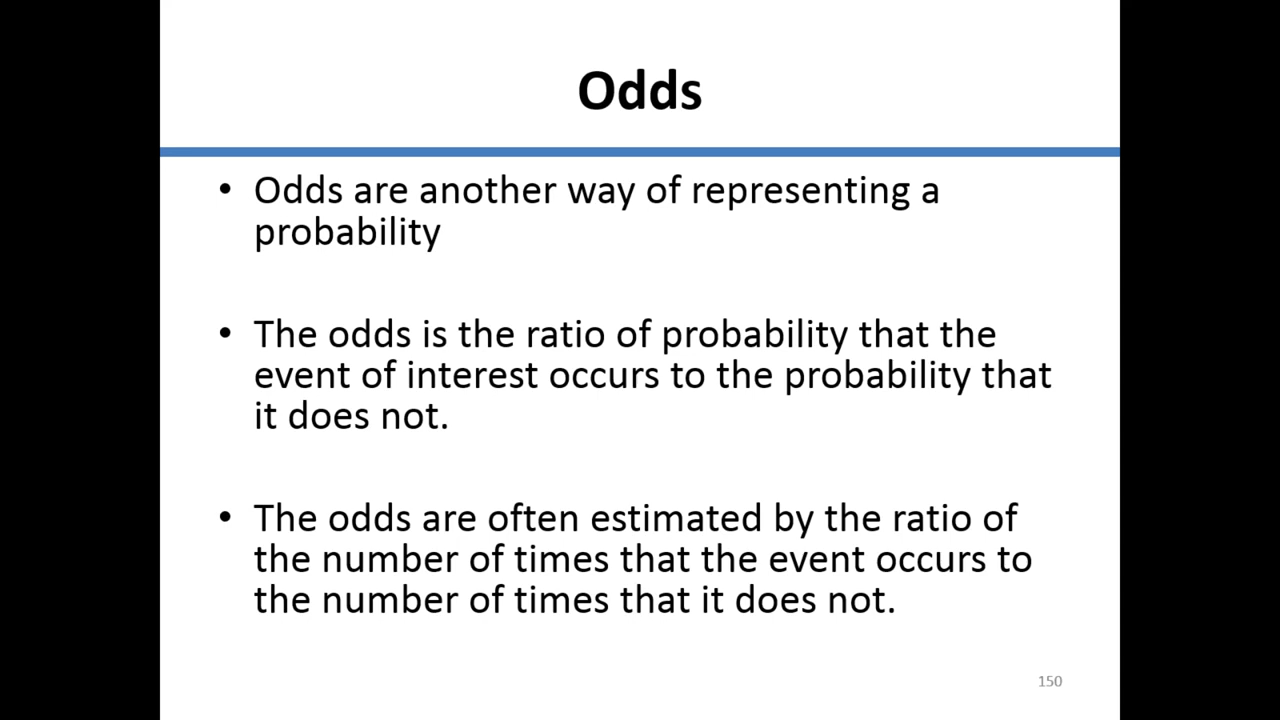 Odds
• Odds are another way of representing a
probability
• The odds is the ratio of probability that the
event of interest occurs to the probability that
it does not.
• The odds are often estimated by the ratio of
the number of times that the event occurs to
the number of times that it does not.
150